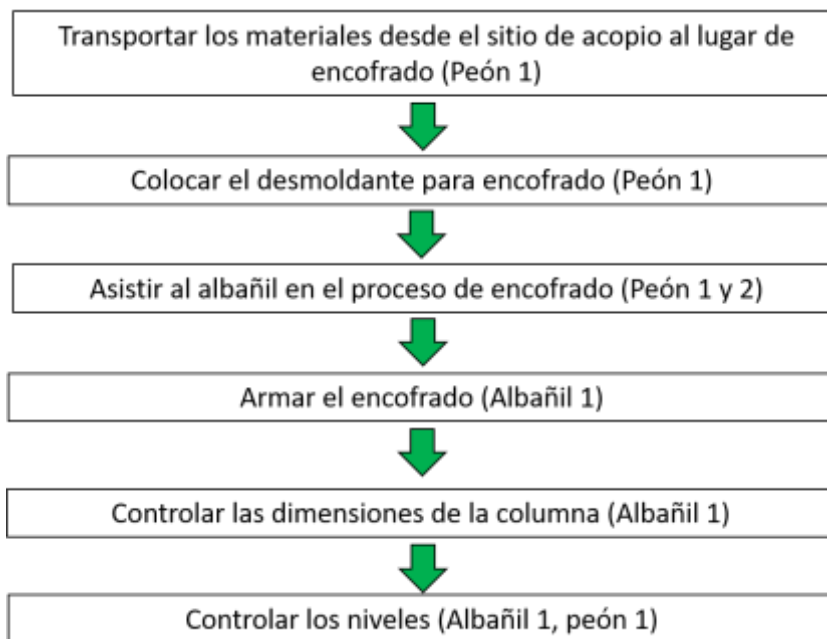 Transportar los materiales desde el sitio de acopio al lugar de
encofrado (Peón 1)
Colocar el desmoldante para encofrado (Peón 1)
Asistir al albañil en el proceso de encofrado (Peón 1 y 2)
Armar el encofrado (Albañil 1)
Controlar las dimensiones de la columna (Albañil 1)
Controlar los niveles (Albañil 1, peón 1)